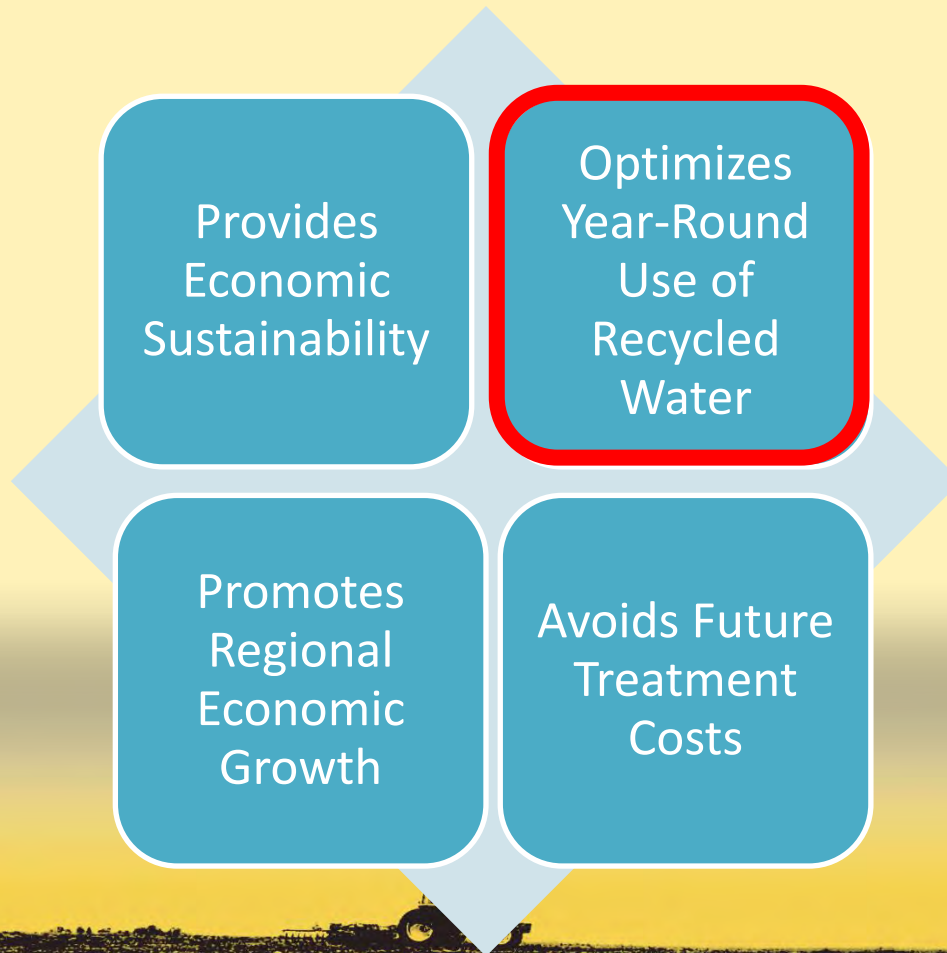 Provides
Economic
Sustainability
Optimizes
Year-Round
Use of
Recycled
Water
Promotes
Regional
Economic
Growth
Avoids Future
Treatment
Costs